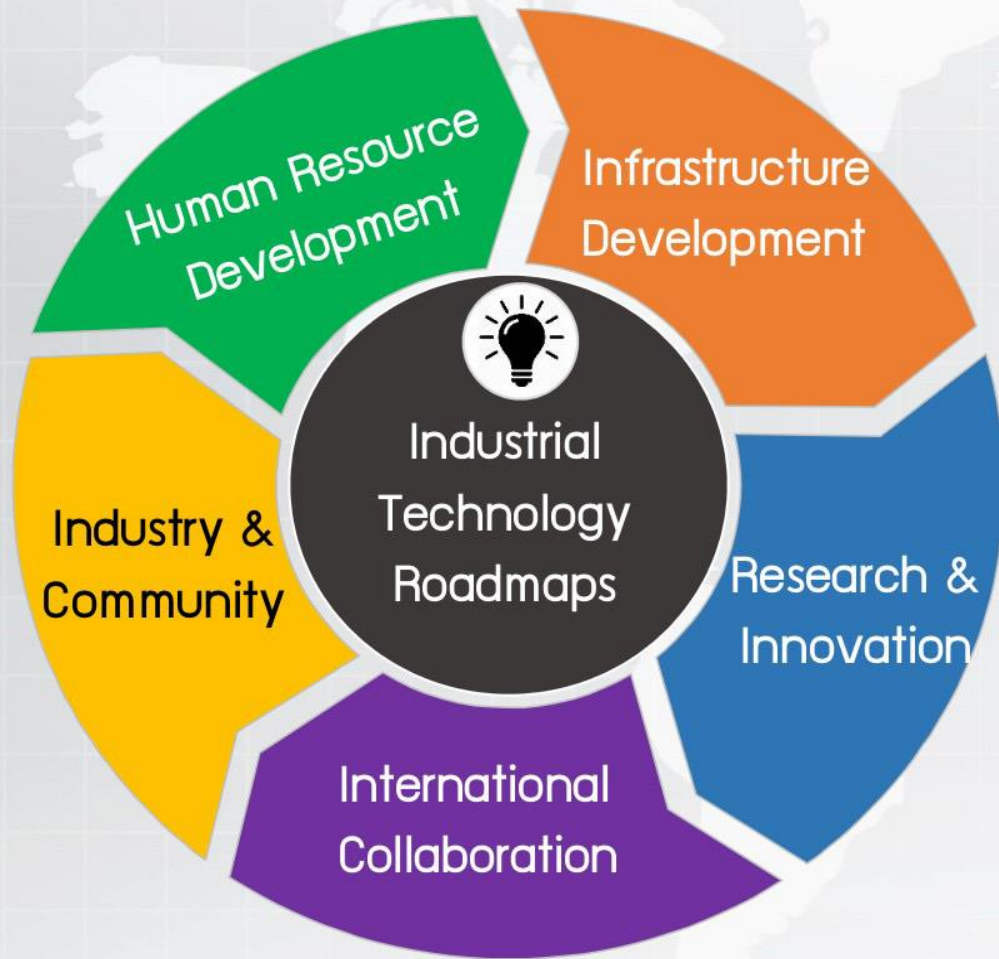 Human Resource
Development
Infrastructure
Development
Industrial
Technology
Roadmaps
Industry &
Community
Research &
Innovation
International
Collaboration